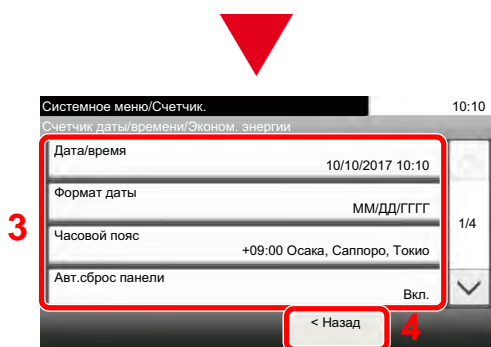 Системное меню/Счетчик. 10:10
Счетчик даты/времени/Эконом. энергии
Дата/время
10/10/2017 10:10
Формат даты
ММ/ДД/ГГГГ
3
1/4
Часовой пояс
+09:00 Осака, Саппоро, Токио
Авт.сброс панели
Вкл.
< Назад 4